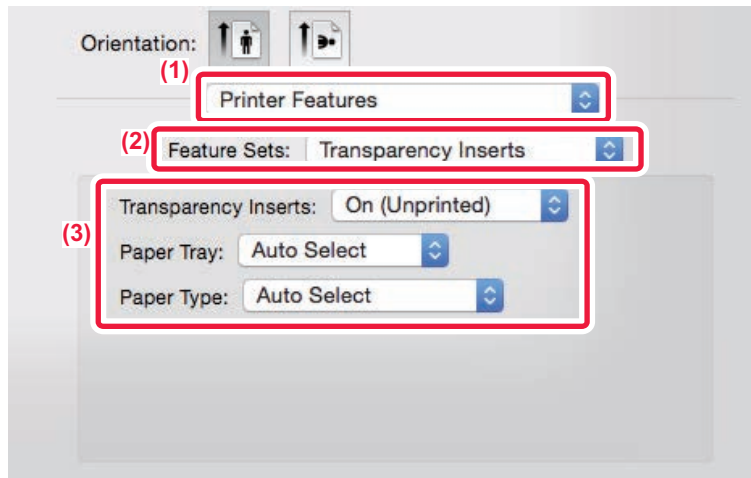 Orientation:
(1)
Printer Features
(2)
Feature Sets: Transparency Inserts
(3)
Transparency Inserts: On (Unprinted)
Paper Tray: Auto Select
Paper Type: Auto Select